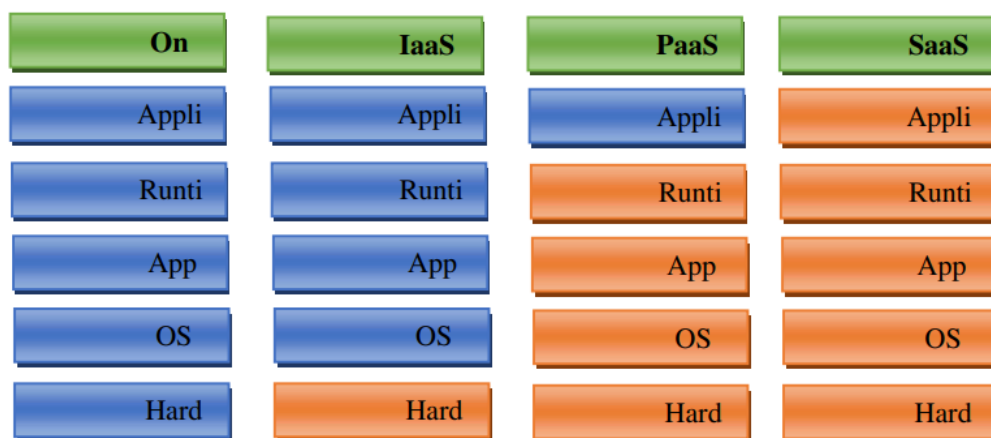 On IaaS PaaS SaaS
Appli Appli Appli Appli
Runti Runti Runti Runti
App App App App
OS OS OS OS
Hard Hard Hard Hard